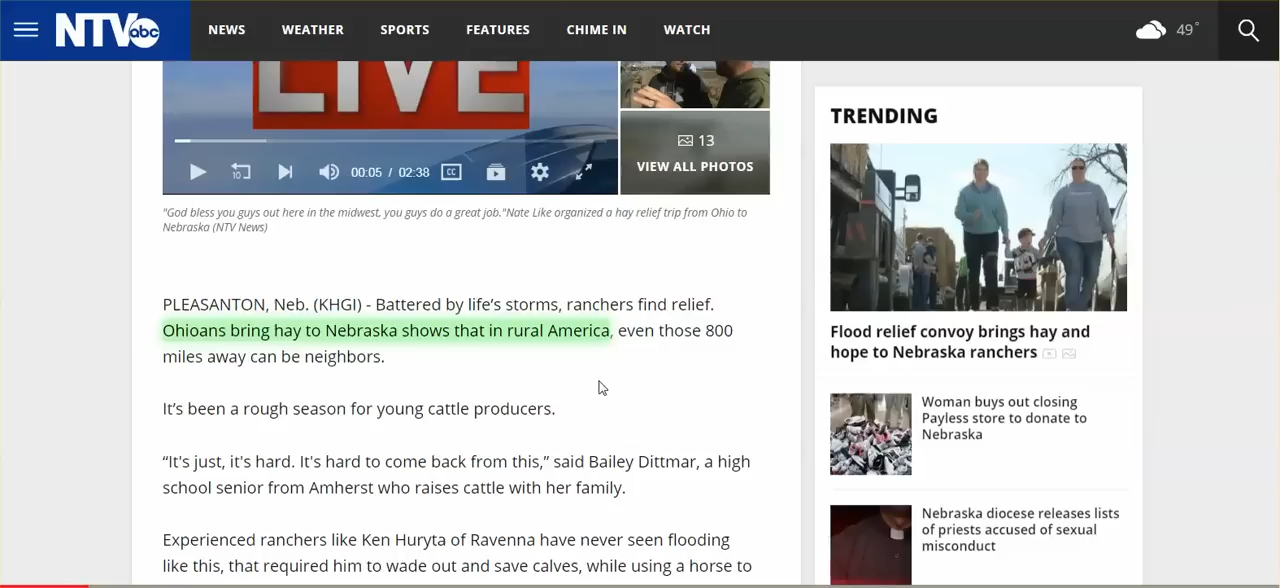 NTV abc
NEWS
WEATHER
SPORTS
FEATURES
CHIME IN
WATCH
49°
LIVE
10
00:05 / 02:38
CC
13
VIEW ALL PHOTOS
"God bless you guys out here in the midwest, you guys do a great job."Nate Like organized a hay relief trip from Ohio to
Nebraska (NTV News)
PLEASANTON, Neb. (KHGI) - Battered by life’s storms, ranchers find relief.
Ohioans bring hay to Nebraska shows that in rural America, even those 800
miles away can be neighbors.
It’s been a rough season for young cattle producers.
“It's just, it's hard. It's hard to come back from this,” said Bailey Dittmar, a high
school senior from Amherst who raises cattle with her family.
Experienced ranchers like Ken Huryta of Ravenna have never seen flooding
like this, that required him to wade out and save calves, while using a horse to
TRENDING
Flood relief convoy brings hay and
hope to Nebraska ranchers
Woman buys out closing
Payless store to donate to
Nebraska
Nebraska diocese releases lists
of priests accused of sexual
misconduct